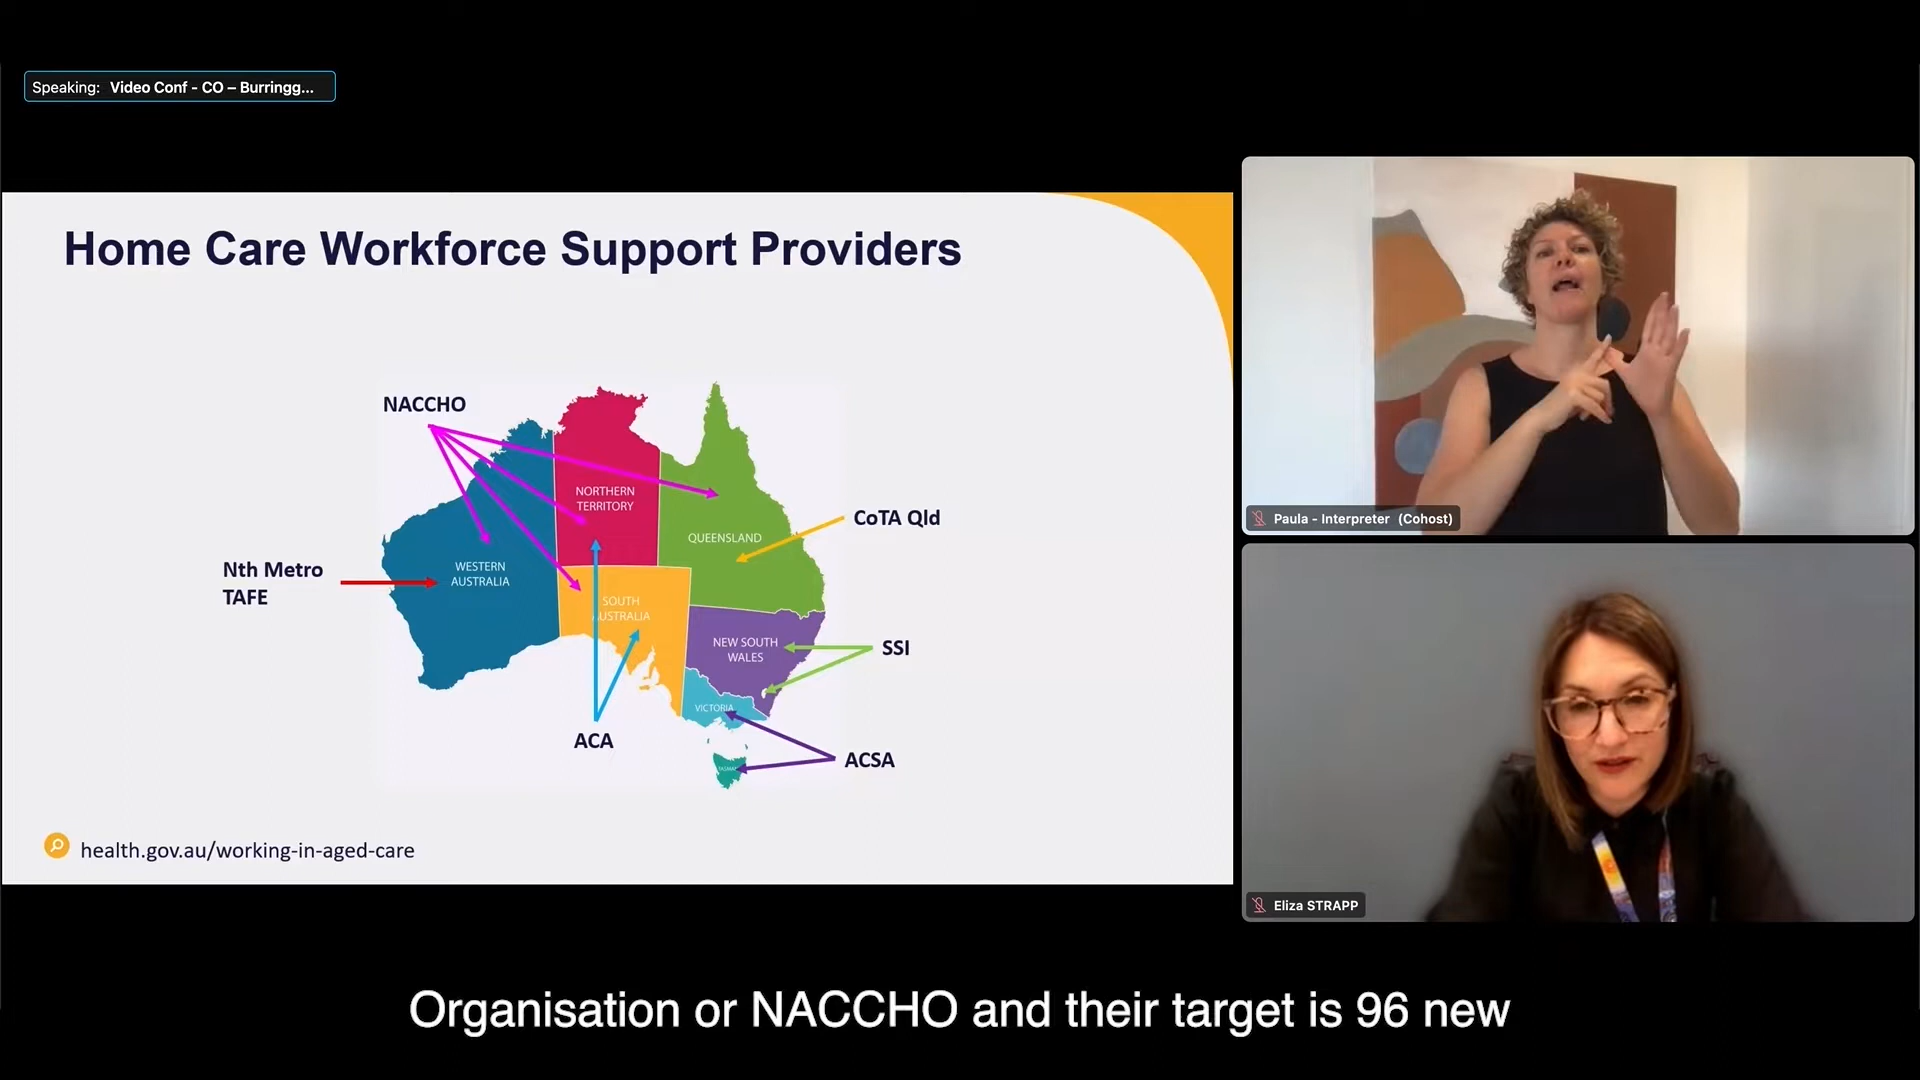 Speaking: Video Conf - CO – Burringg...
Home Care Workforce Support Providers
NACCHO
NORTHERN
TERRITORY
CoTA Qld
QUEENSLAND
Nth Metro
TAFE
WESTERN
AUSTRALIA
SOUTH
AUSTRALIA
NEW SOUTH
WALES
SSI
VICTORIA
ACA
ACSA
health.gov.au/working-in-aged-care
Paula - Interpreter (Cohost)
Eliza STRAPP
Organisation or NACCHO and their target is 96 new